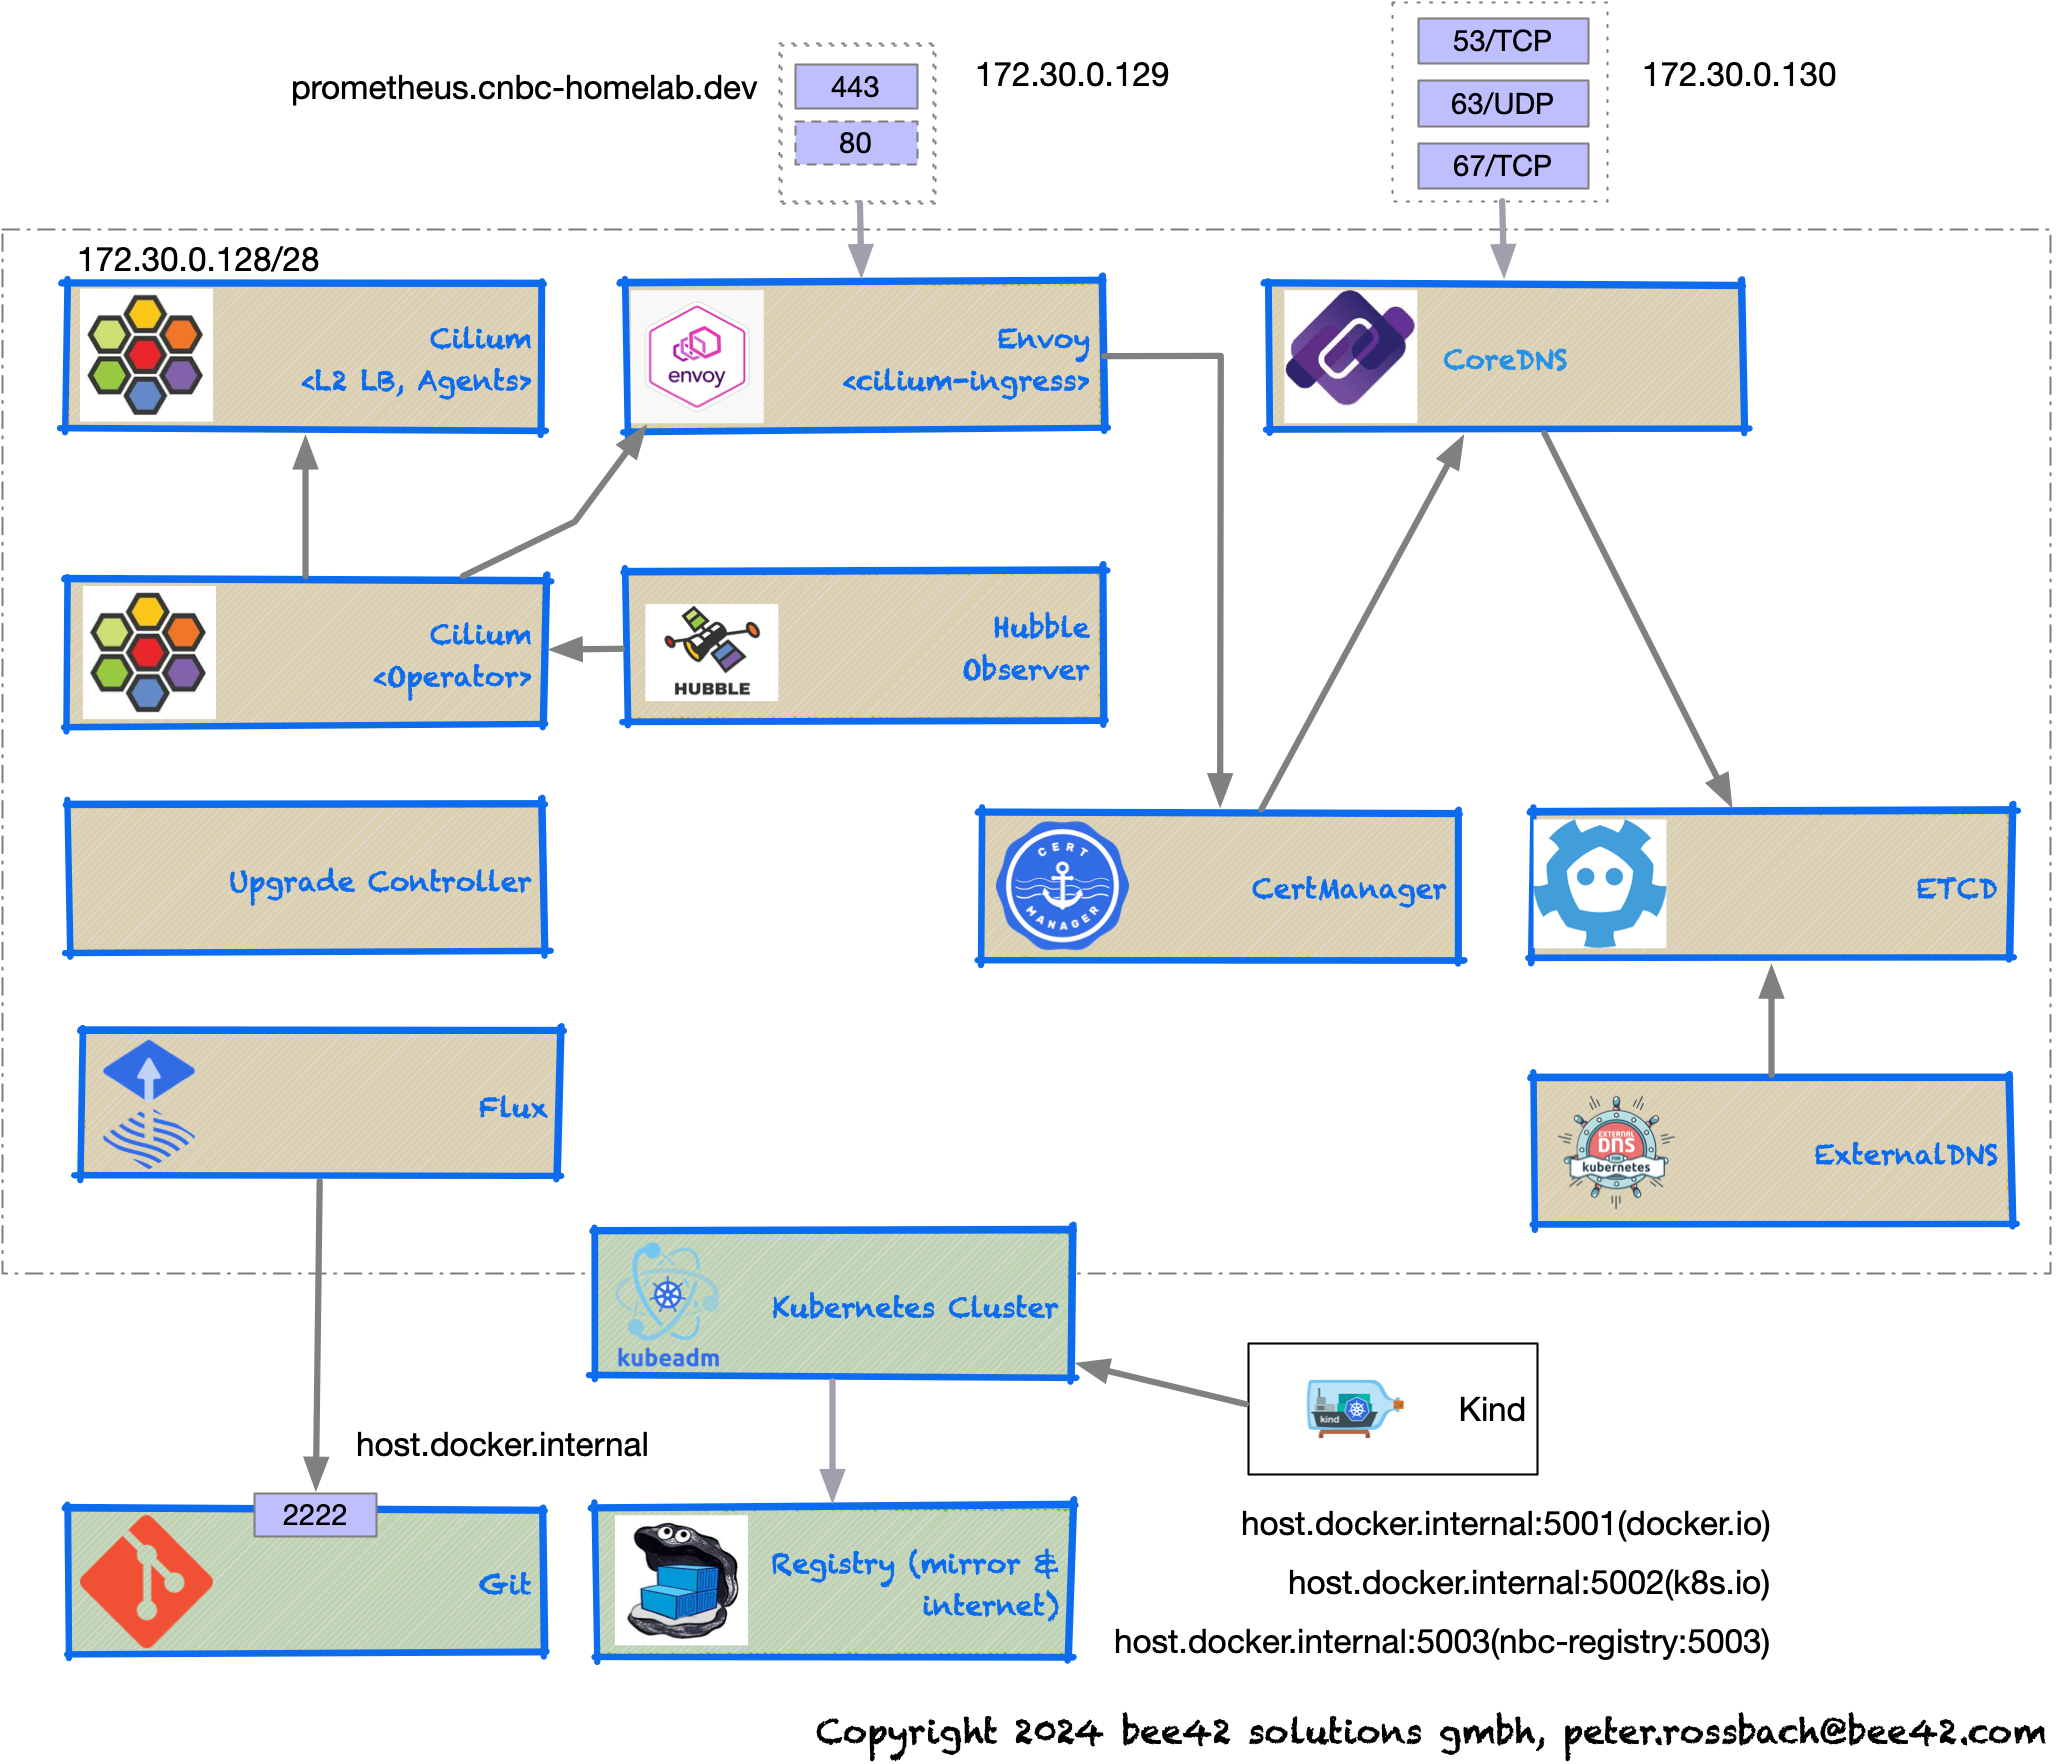 53/TCP
172.30.0.129
172.30.0.130
prometheus.cnbc-homelab.dev
443
63/UDP
80
67/TCP
172.30.0.128/28
Cilium
<L2 LB, Agents>
envoy
Envoy
<cilium-ingress>
CoreDNS
Cilium
<Operator>
HUBBLE
Hubble
Observer
Upgrade Controller
CERT
MANAGER
CertManager
ETCD
Flux
EXTERNAL
DNS
FOR
kubernetes
ExternalDNS
kubeadm
Kubernetes Cluster
kind
Kind
host.docker.internal
2222
Git
Registry (mirror &
internet)
host.docker.internal:5001(docker.io)
host.docker.internal:5002(k8s.io)
host.docker.internal:5003(nbc-registry:5003)
Copyright 2024 bee42 solutions gmbh, peter.rossbach@bee42.com